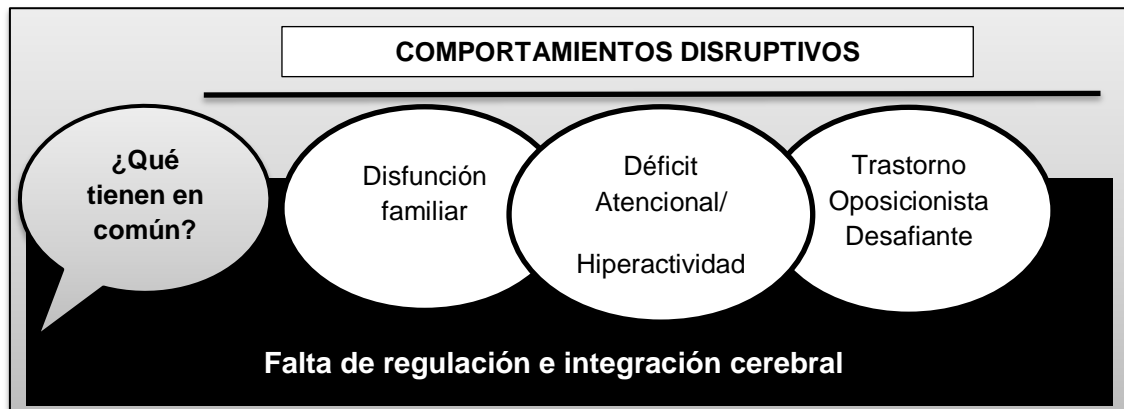 COMPORTAMIENTOS DISRUPTIVOS
¿Qué
tienen en
común?
Disfunción
familiar
Déficit
Atencional/
Hiperactividad
Trastorno
Oposicionista
Desafiante
Falta de regulación e integración cerebral